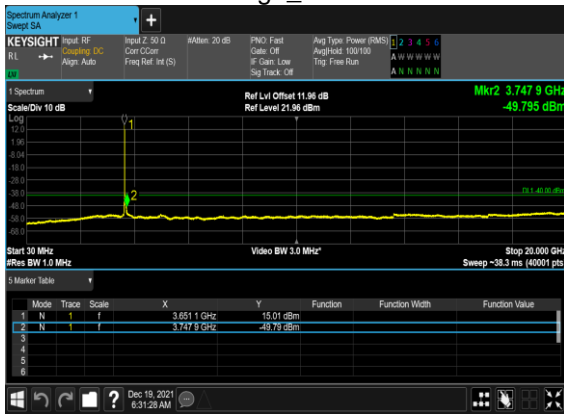 Spectrum Analyzer 1
Swept SA
+
KEYSIGHT Input: RF Input Z: 50 Ω #Atten: 20 dB PNO: Fast Avg Type: Power (RMS) 1 2 3 4 5 6
RL Coupling: DC Corr CCorr Gate: Off Avg|Hold: 100/100 A W W W W W
Align: Auto Freq Ref: Int (S) IF Gain: Low Trig: Free Run
LW Sig Track: Off A N N N N N
1 Spectrum Ref Lvl Offset 11.96 dB Mkr2 3.747 9 GHz
Scale/Div 10 dB Ref Level 21.96 dBm -49.795 dBm
Log
12.0
1.96
-8.04
-18.0
-28.0
-38.0
-48.0
-58.0
-68.0
1
2
DL1 -40.00 dBm
Start 30 MHz Video BW 3.0 MHz* Stop 20.000 GHz
#Res BW 1.0 MHz Sweep ~38.3 ms (40001 pts)
5 Marker Table
Mode Trace Scale X Y Function Function Width Function Value
1 N 1 f 3.651 1 GHz 15.01 dBm
2 N 1 f 3.747 9 GHz -49.79 dBm
3
4
5
6
? Dec 19, 2021
6:31:28 AM